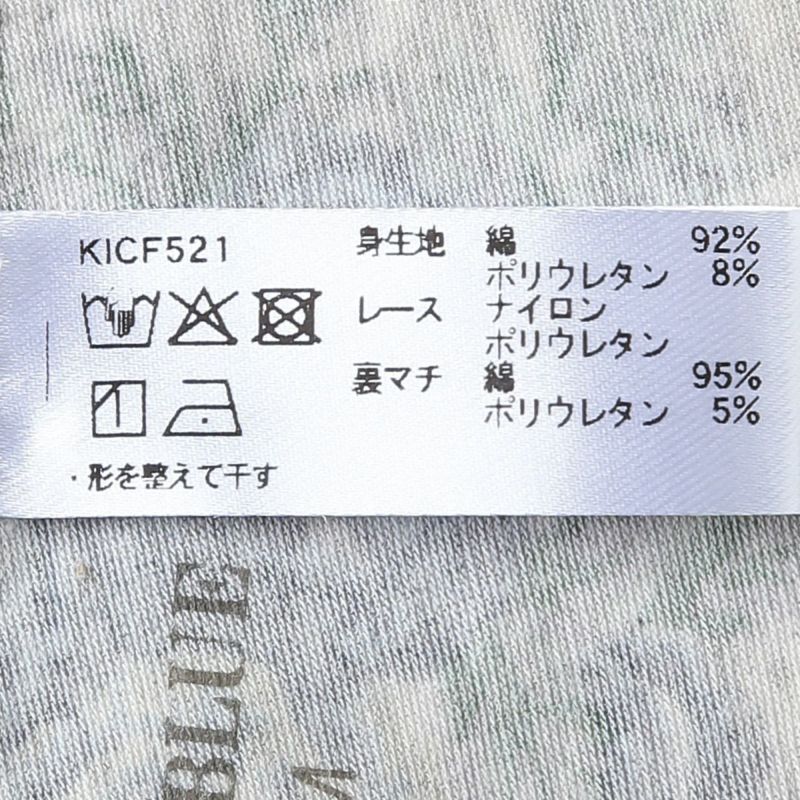 KICF521
身生地 綿 92%
ポリウレタン 8%
レース ナイロン
ポリウレタン
裏マチ 綿 95%
ポリウレタン 5%
・形を整えて干す
BLUE
M